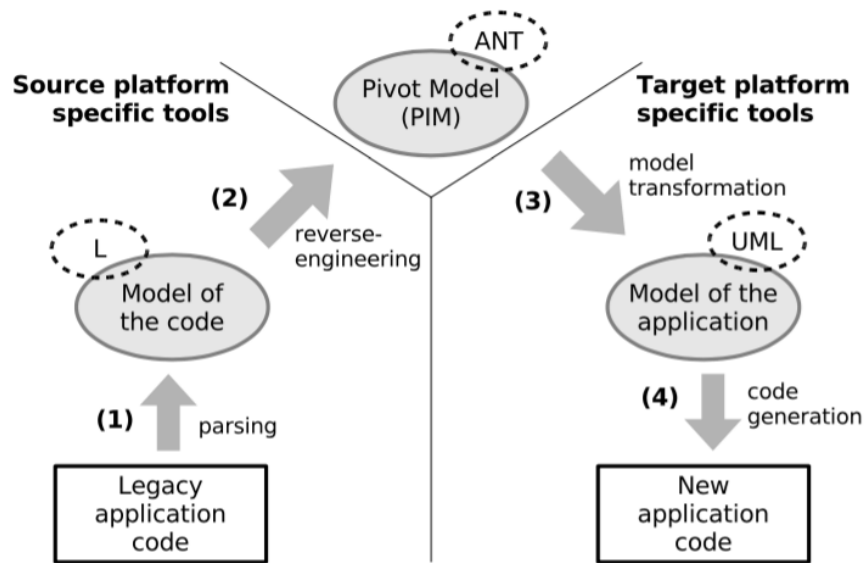 ANT
Source platform
specific tools
Pivot Model
(PIM)
Target platform
specific tools
(2)
reverse-
engineering
(3)
model
transformation
L
Model of
the code
UML
Model of the
application
(1)
parsing
(4)
code
generation
Legacy
application
code
New
application
code